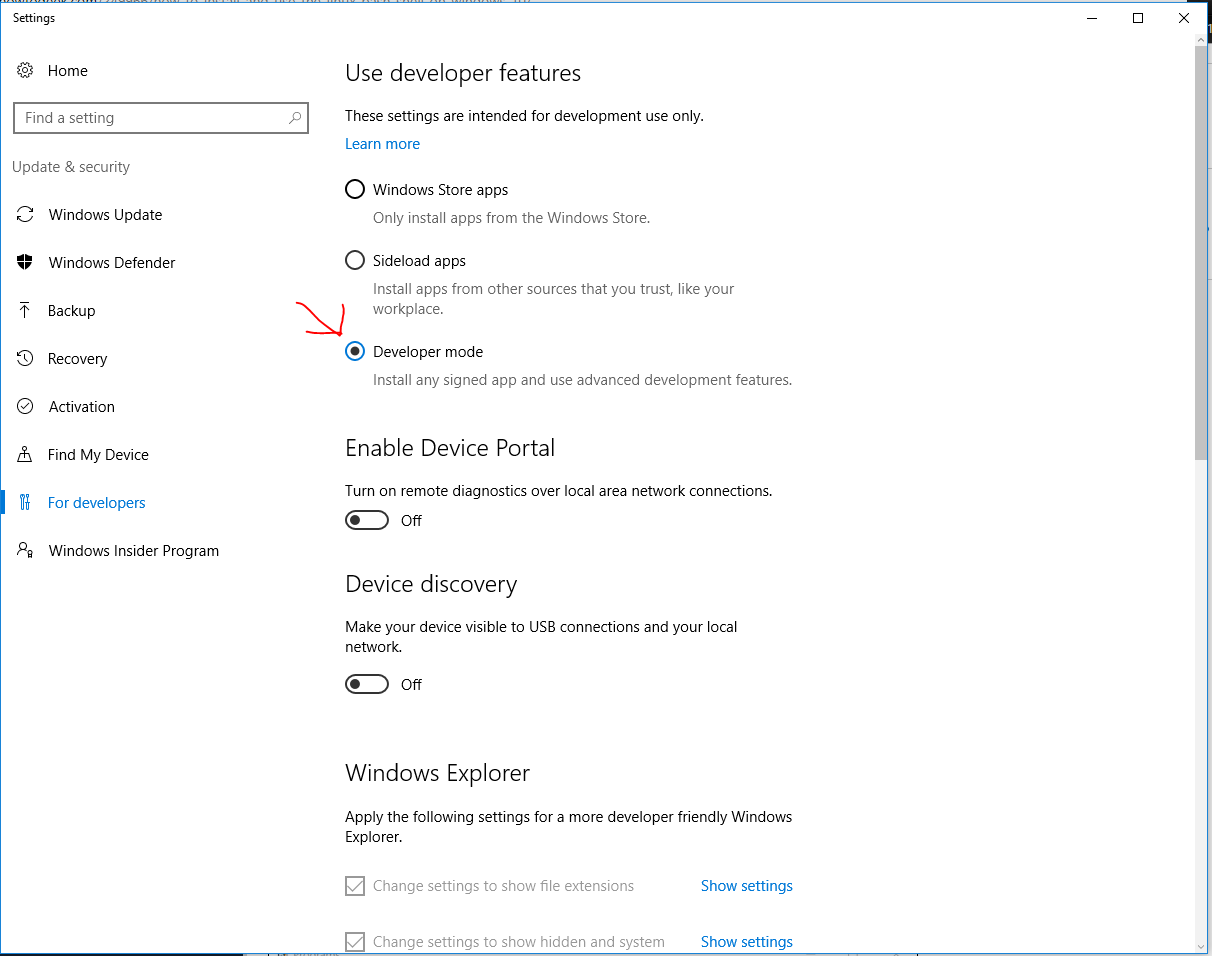 Settings
Home
Find a setting
Update & security
Windows Update
Windows Defender
Backup
Recovery
Activation
Find My Device
For developers
Windows Insider Program
Use developer features
These settings are intended for development use only.
Learn more
Windows Store apps
Only install apps from the Windows Store.
Sideload apps
Install apps from other sources that you trust, like your
workplace.
Developer mode
Install any signed app and use advanced development features.
Enable Device Portal
Turn on remote diagnostics over local area network connections.
Off
Device discovery
Make your device visible to USB connections and your local
network.
Off
Windows Explorer
Apply the following settings for a more developer friendly Windows
Explorer.
Change settings to show file extensions Show settings
Change settings to show hidden and system Show settings